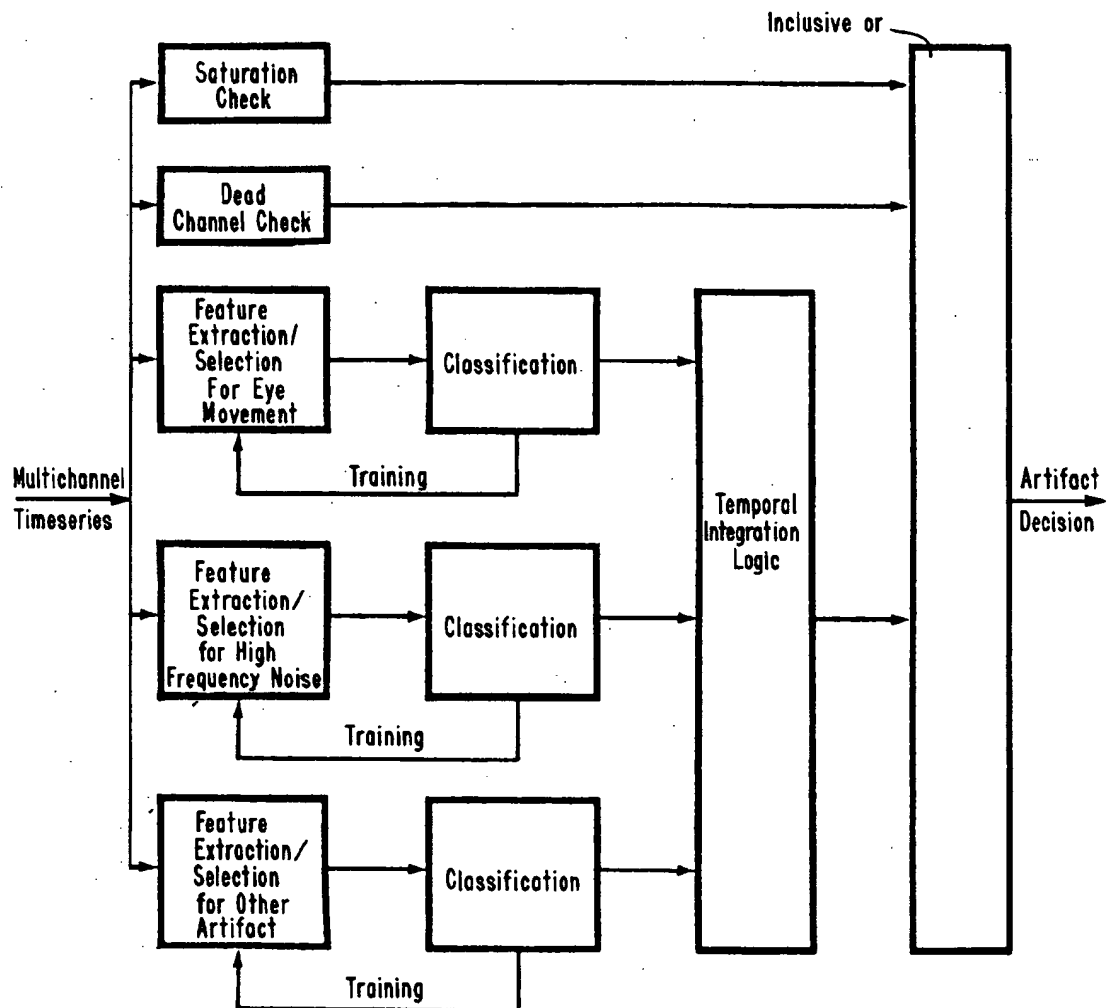 Inclusive or
Saturation
Check
Dead
Channel Check
Feature
Extraction/
Selection
For Eye
Movement
Classification
Training
Multichannel
Timeseries
Temporal
Integration
Logic
Artifact
Decision
Feature
Extraction/
Selection
for High
Frequency Noise
Classification
Training
Feature
Extraction/
Selection
for Other
Artifact
Classification
Training